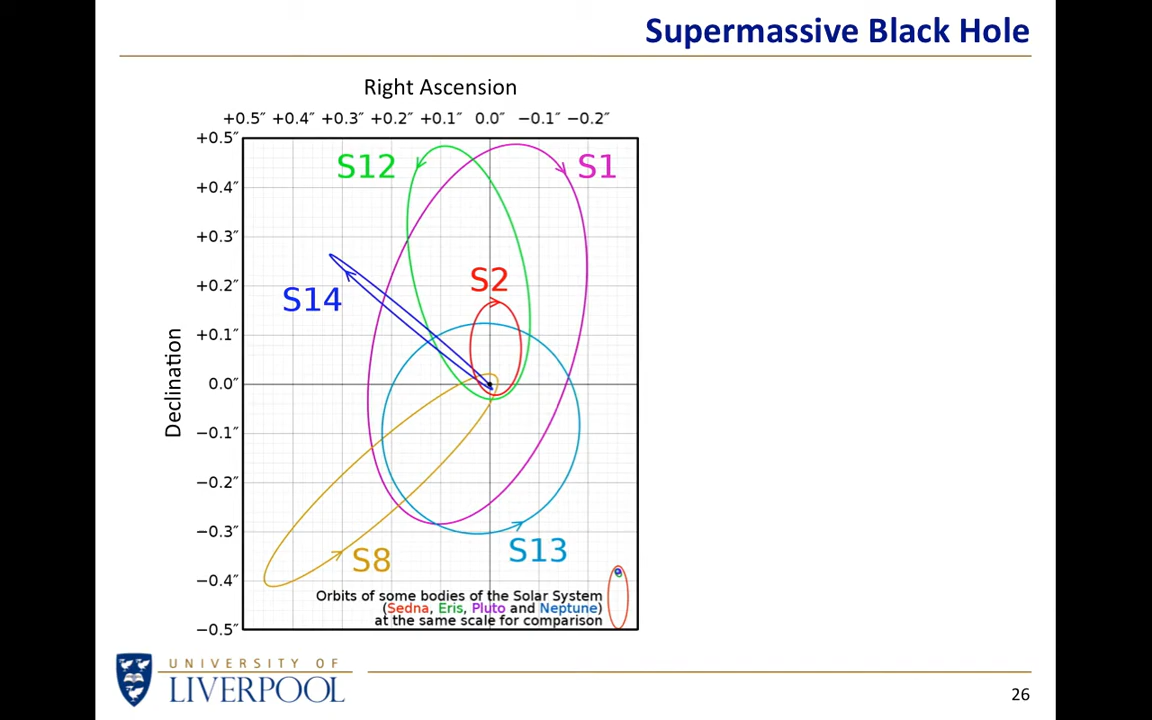 Supermassive Black Hole
Right Ascension
+0.5″ +0.4″ +0.3″ +0.2″ +0.1″ 0.0″ −0.1″ −0.2″
+0.5″
+0.4″
+0.3″
+0.2″
+0.1″
0.0″
−0.1″
−0.2″
−0.3″
−0.4″
−0.5″
Declination
S12
S1
S2
S14
S13
S8
Orbits of some bodies of the Solar System
(Sedna, Eris, Pluto and Neptune)
at the same scale for comparison
UNIVERSITY OF
LIVERPOOL
26